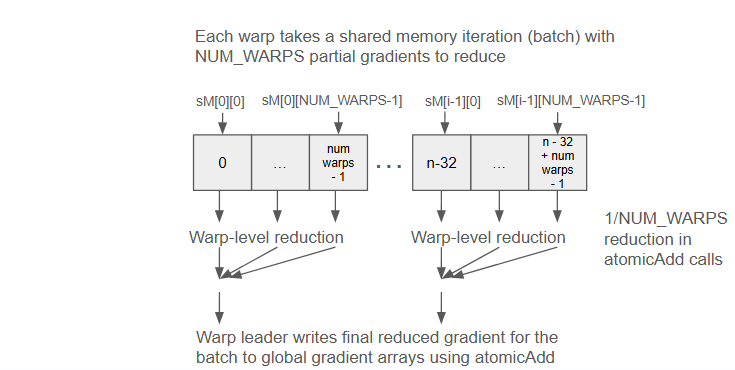 Each warp takes a shared memory iteration (batch) with
NUM_WARPS partial gradients to reduce
sM[0][0] sM[0][NUM_WARPS-1] sM[i-1][0] sM[i-1][NUM_WARPS-1]
0
...
num
warps
- 1
...
n-32
...
n - 32
+ num
warps
- 1
Warp-level reduction
Warp-level reduction
1/NUM_WARPS
reduction in
atomicAdd calls
Warp leader writes final reduced gradient for the
batch to global gradient arrays using atomicAdd